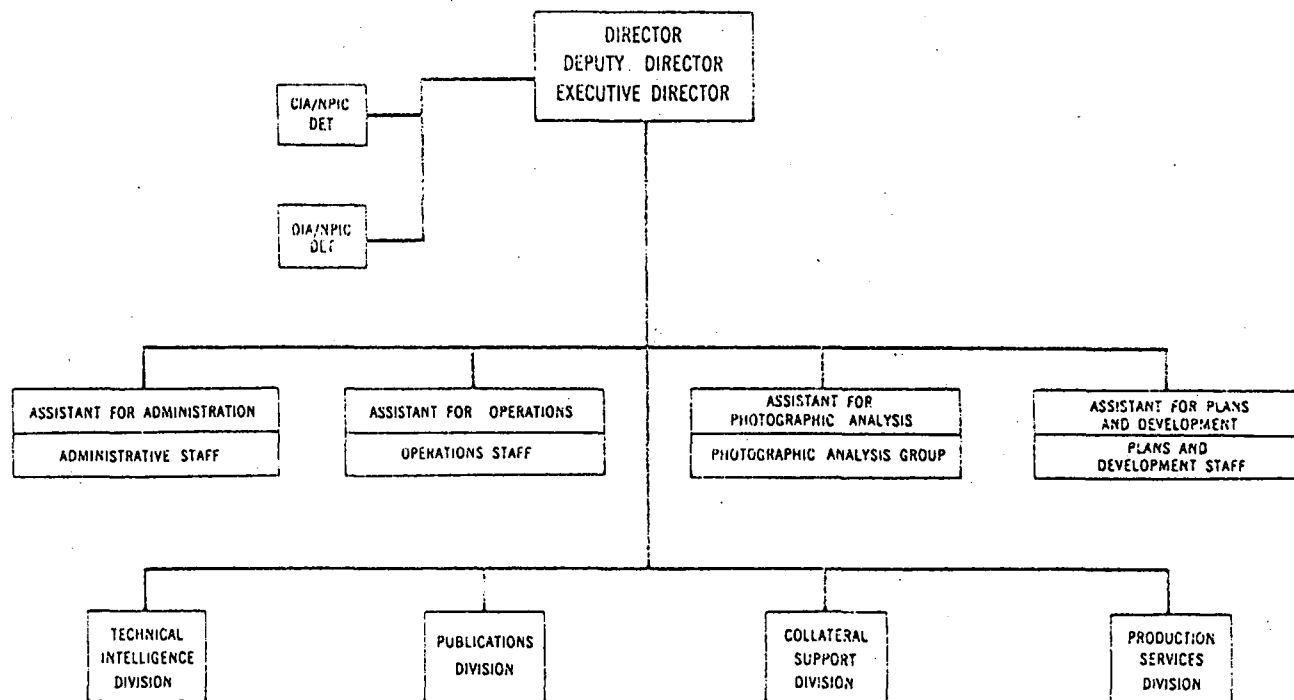 DIRECTOR
DEPUTY DIRECTOR
EXECUTIVE DIRECTOR
CIA/NPIC
DET
DIA/NPIC
DET
ASSISTANT FOR ADMINISTRATION
ADMINISTRATIVE STAFF
ASSISTANT FOR OPERATIONS
OPERATIONS STAFF
ASSISTANT FOR
PHOTOGRAPHIC ANALYSIS
PHOTOGRAPHIC ANALYSIS GROUP
ASSISTANT FOR PLANS
AND DEVELOPMENT
PLANS AND
DEVELOPMENT STAFF
TECHNICAL
INTELLIGENCE
DIVISION
PUBLICATIONS
DIVISION
COLLATERAL
SUPPORT
DIVISION
PRODUCTION
SERVICES
DIVISION